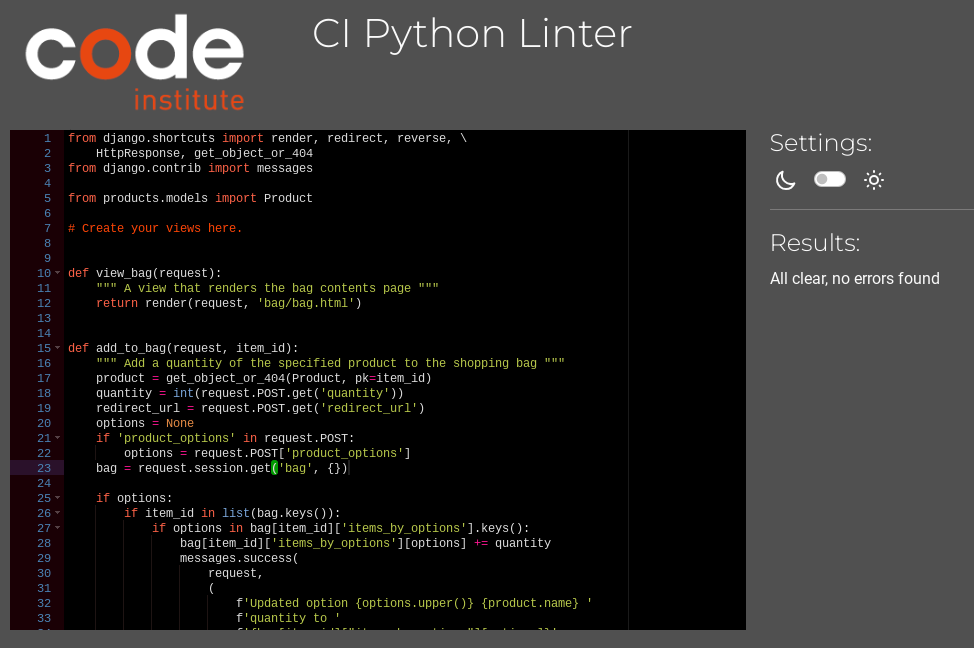 code
institute
CI Python Linter
1 from django.shortcuts import render, redirect, reverse, \
2 HttpResponse, get_object_or_404
3 from django.contrib import messages
4
5 from products.models import Product
6
7 # Create your views here.
8
9
10 def view_bag(request):
11 """ A view that renders the bag contents page """
12 return render(request, 'bag/bag.html')
13
14
15 def add_to_bag(request, item_id):
16 """ Add a quantity of the specified product to the shopping bag """
17 product = get_object_or_404(Product, pk=item_id)
18 quantity = int(request.POST.get('quantity'))
19 redirect_url = request.POST.get('redirect_url')
20 options = None
21 if 'product_options' in request.POST:
22 options = request.POST['product_options']
23 bag = request.session.get('bag', {})
24
25 if options:
26 if item_id in list(bag.keys()):
27 if options in bag[item_id]['items_by_options'].keys():
28 bag[item_id]['items_by_options'][options] += quantity
29 messages.success(
30 request,
31 (
32 f'Updated option {options.upper()} {product.name} '
33 f'quantity to '
Settings:
Results:
All clear, no errors found